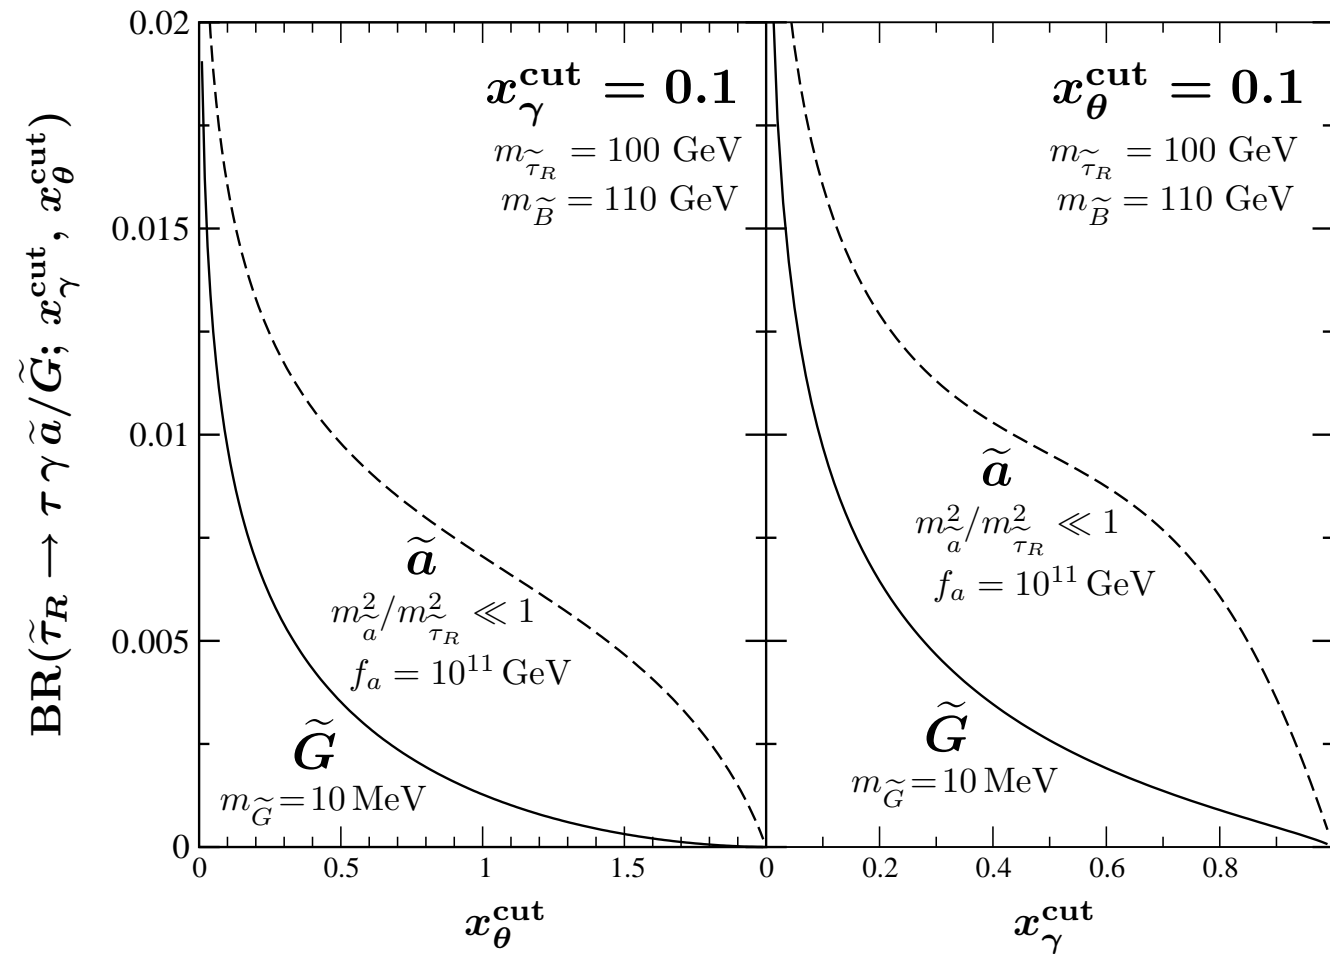 BR(τ̃_R → τ γ ã/G̃; x_γ^cut, x_θ^cut)
0.02
0.015
0.01
0.005
0
x_γ^cut = 0.1
m_τ̃_R = 100 GeV
m_B̃ = 110 GeV
ã
m_ã^2/m_τ̃_R^2 ≪ 1
f_a = 10^11 GeV
G̃
m_G̃ = 10 MeV
0 0.5 1 1.5
x_θ^cut
x_θ^cut = 0.1
m_τ̃_R = 100 GeV
m_B̃ = 110 GeV
ã
m_ã^2/m_τ̃_R^2 ≪ 1
f_a = 10^11 GeV
G̃
m_G̃ = 10 MeV
0 0.2 0.4 0.6 0.8
x_γ^cut